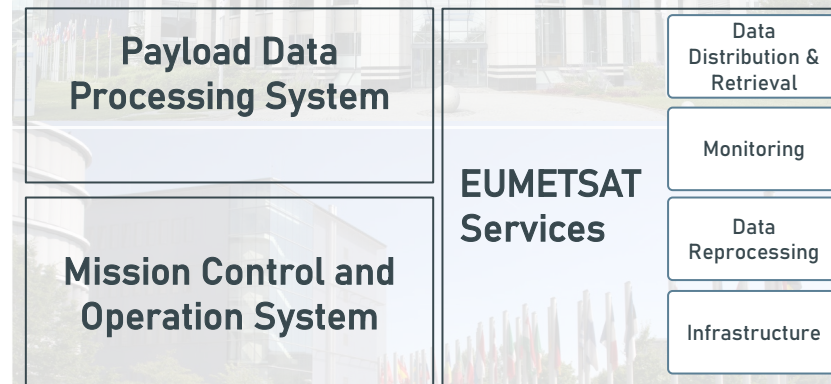 Payload Data
Processing System
Mission Control and
Operation System
EUMETSAT
Services
Data
Distribution &
Retrieval
Monitoring
Data
Reprocessing
Infrastructure